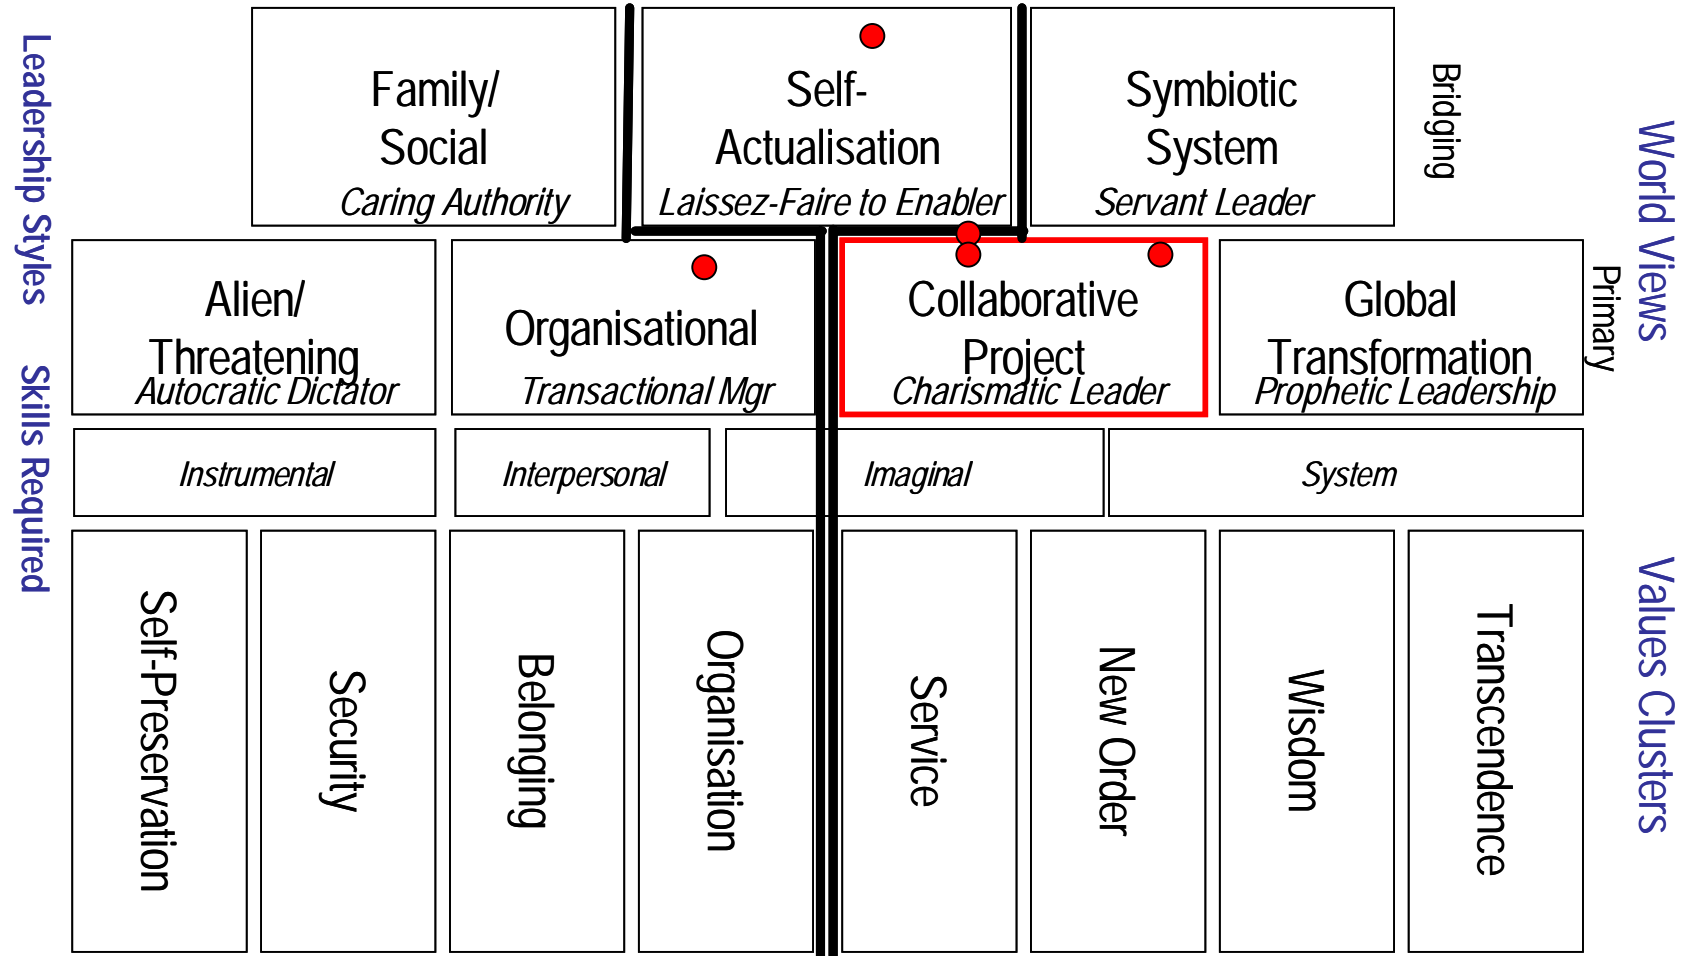 Leadership Styles
Skills Required
Family/
Social
Caring Authority
Self-
Actualisation
Laissez-Faire to Enabler
Symbiotic
System
Servant Leader
Bridging
World Views
Alien/
Threatening
Autocratic Dictator
Organisational
Transactional Mgr
Collaborative
Project
Charismatic Leader
Global
Transformation
Prophetic Leadership
Primary
Instrumental
Interpersonal
Imaginal
System
Self-Preservation
Security
Belonging
Organisation
Service
New Order
Wisdom
Transcendence
Values Clusters